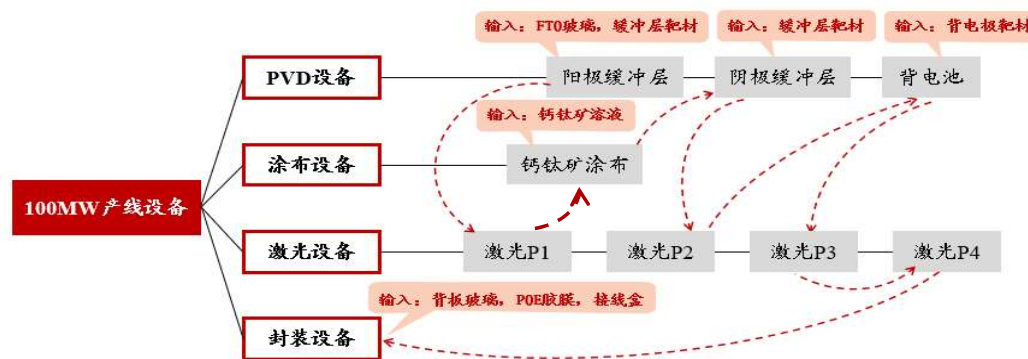 输入：FTO玻璃，缓冲层靶材
输入：缓冲层靶材
输入：背电极靶材
PVD设备
阳极缓冲层
阴极缓冲层
背电池
输入：钙钛矿溶液
涂布设备
钙钛矿涂布
100MW产线设备
激光设备
激光P1
激光P2
激光P3
激光P4
输入：背板玻璃，POE胶膜，接线盒
封装设备